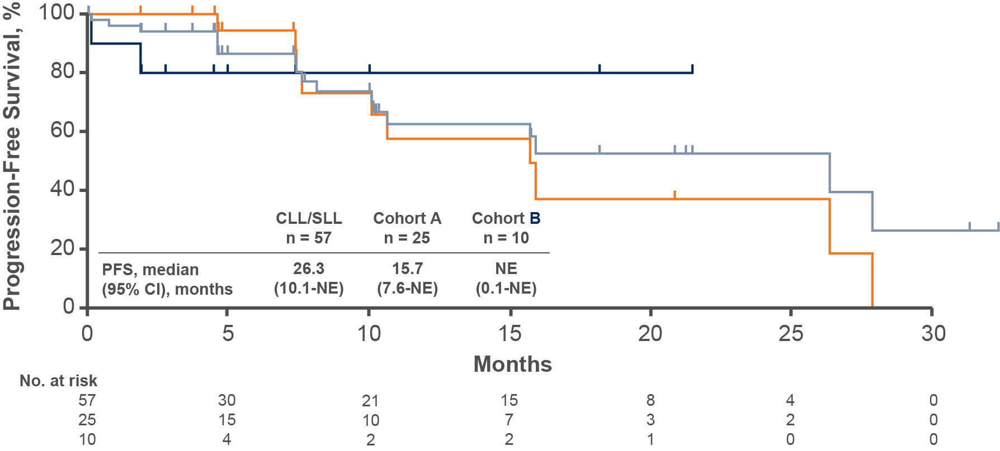 Progression-Free Survival, %
100
80
60
40
20
0
CLL/SLL Cohort A Cohort B
n = 57 n = 25 n = 10
PFS, median 26.3 15.7 NE
(95% CI), months (10.1-NE) (7.6-NE) (0.1-NE)
0 5 10 15 20 25 30
Months
No. at risk
57 30 21 15 8 4 0
25 15 10 7 3 2 0
10 4 2 2 1 0 0